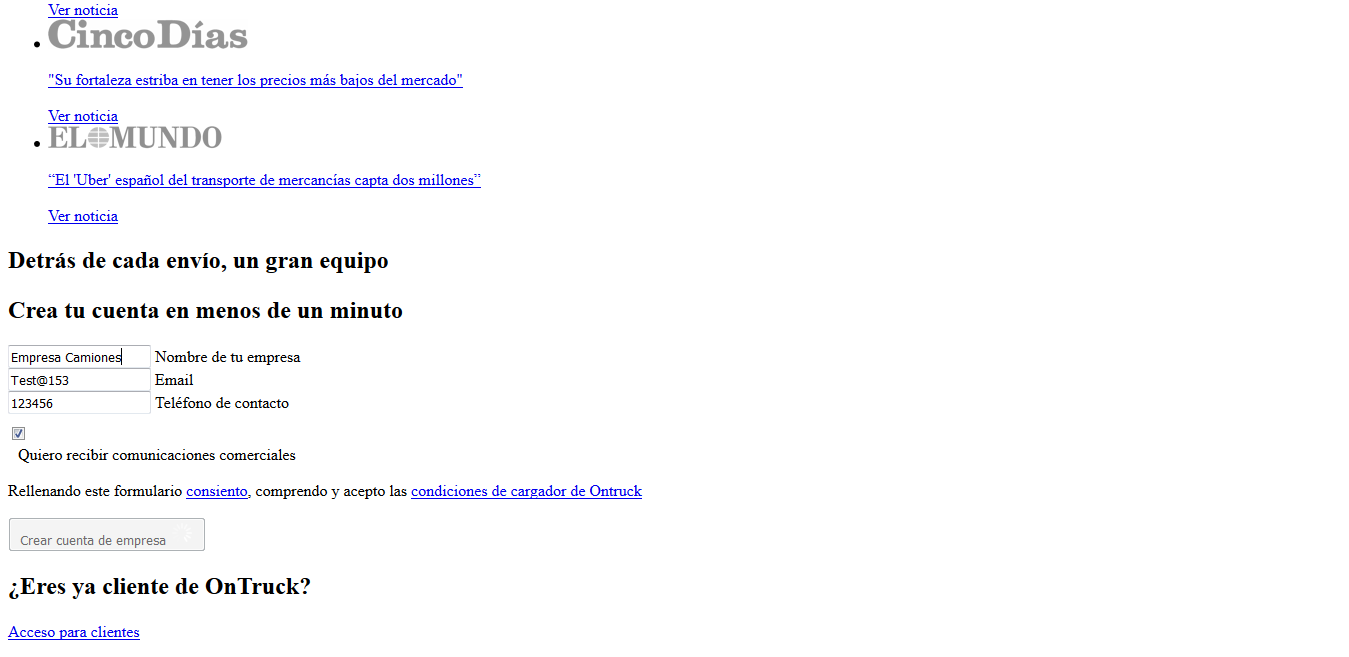 Ver noticia
CincoDías
"Su fortaleza estriba en tener los precios más bajos del mercado"
Ver noticia
EL MUNDO
“El 'Uber' español del transporte de mercancías capta dos millones”
Ver noticia
Detrás de cada envío, un gran equipo
Crea tu cuenta en menos de un minuto
Empresa Camiones Nombre de tu empresa
Test@153 Email
123456 Teléfono de contacto
Quiero recibir comunicaciones comerciales
Rellenando este formulario consiento, comprendo y acepto las condiciones de cargador de Ontruck
Crear cuenta de empresa
¿Eres ya cliente de OnTruck?
Acceso para clientes